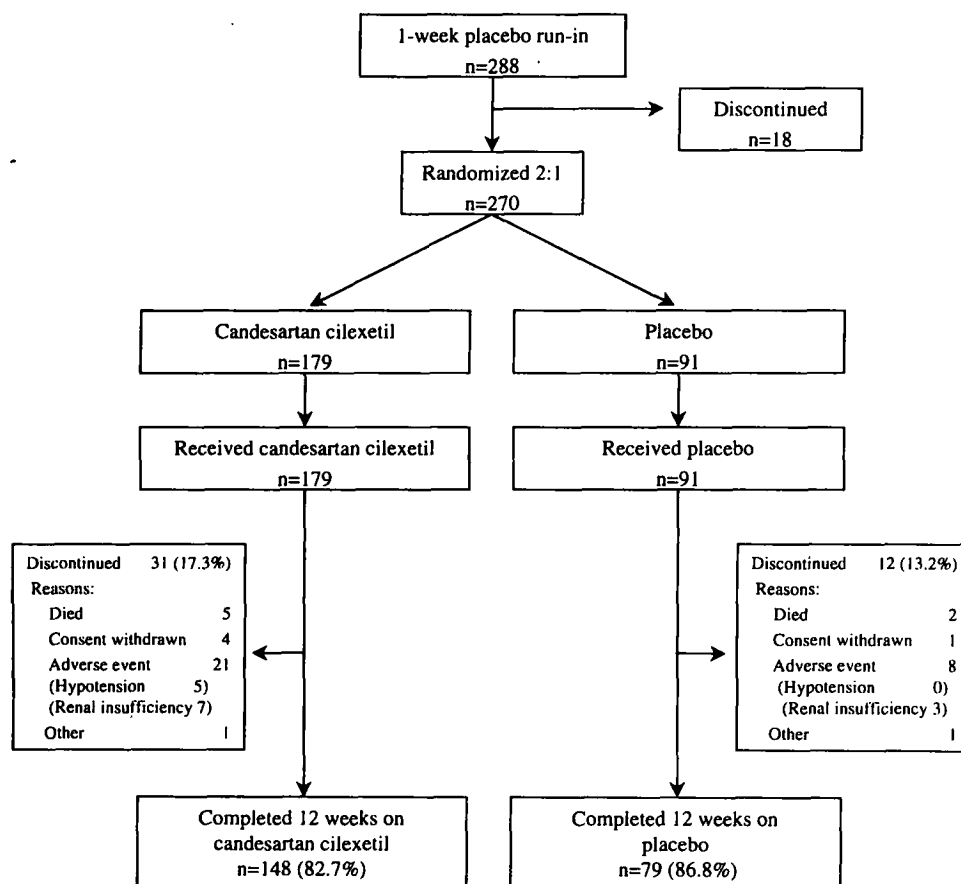 1-week placebo run-in
n=288
Discontinued
n=18
Randomized 2:1
n=270
Candesartan cilexetil
n=179
Placebo
n=91
Received candesartan cilexetil
n=179
Received placebo
n=91
Discontinued 31 (17.3%)
Reasons:
Died 5
Consent withdrawn 4
Adverse event 21
(Hypotension 5)
(Renal insufficiency 7)
Other 1
Discontinued 12 (13.2%)
Reasons:
Died 2
Consent withdrawn 1
Adverse event 8
(Hypotension 0)
(Renal insufficiency 3)
Other 1
Completed 12 weeks on
candesartan cilexetil
n=148 (82.7%)
Completed 12 weeks on
placebo
n=79 (86.8%)